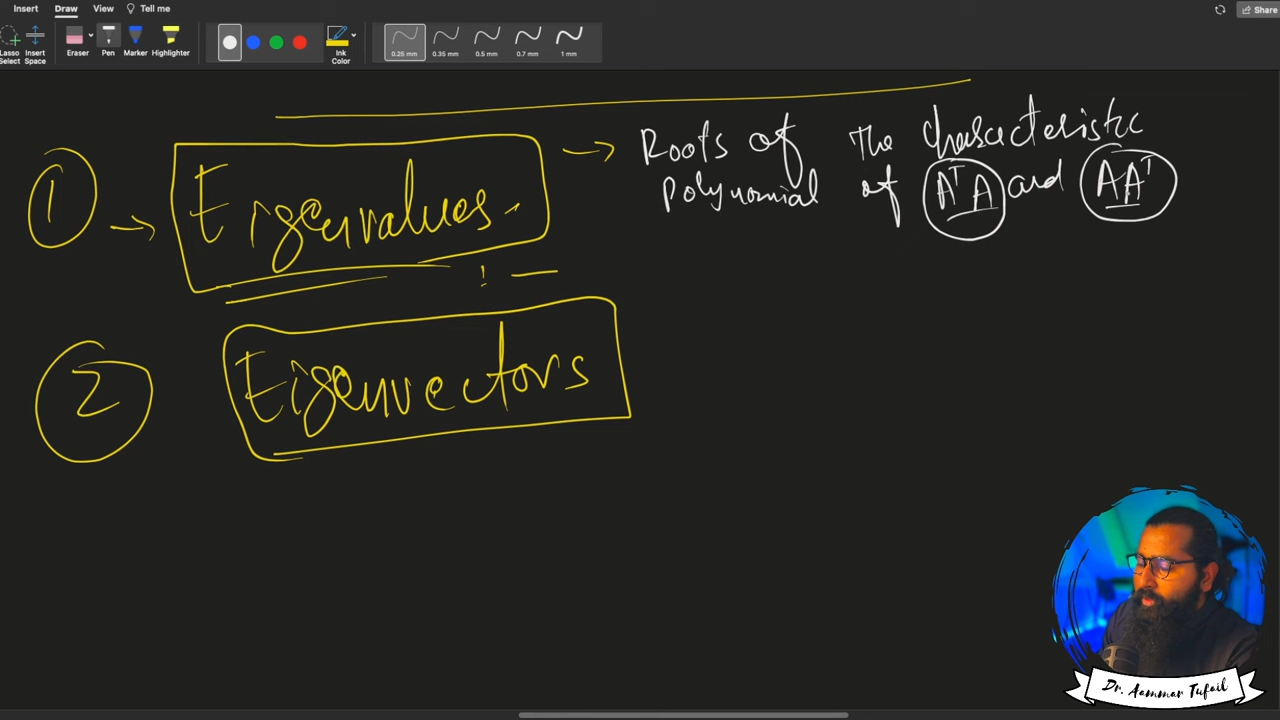 Insert Draw View Tell me
Share
Lasso Select
Insert Space
Eraser
Pen
Marker
Highlighter
Ink Color
0.25 mm
0.35 mm
0.5 mm
0.7 mm
1 mm
1 → Eigenvalues. → Roots of the characteristic
polynomial of AᵀA and AAᵀ
! —
2 Eigenvectors
Dr. Aammar Tufail